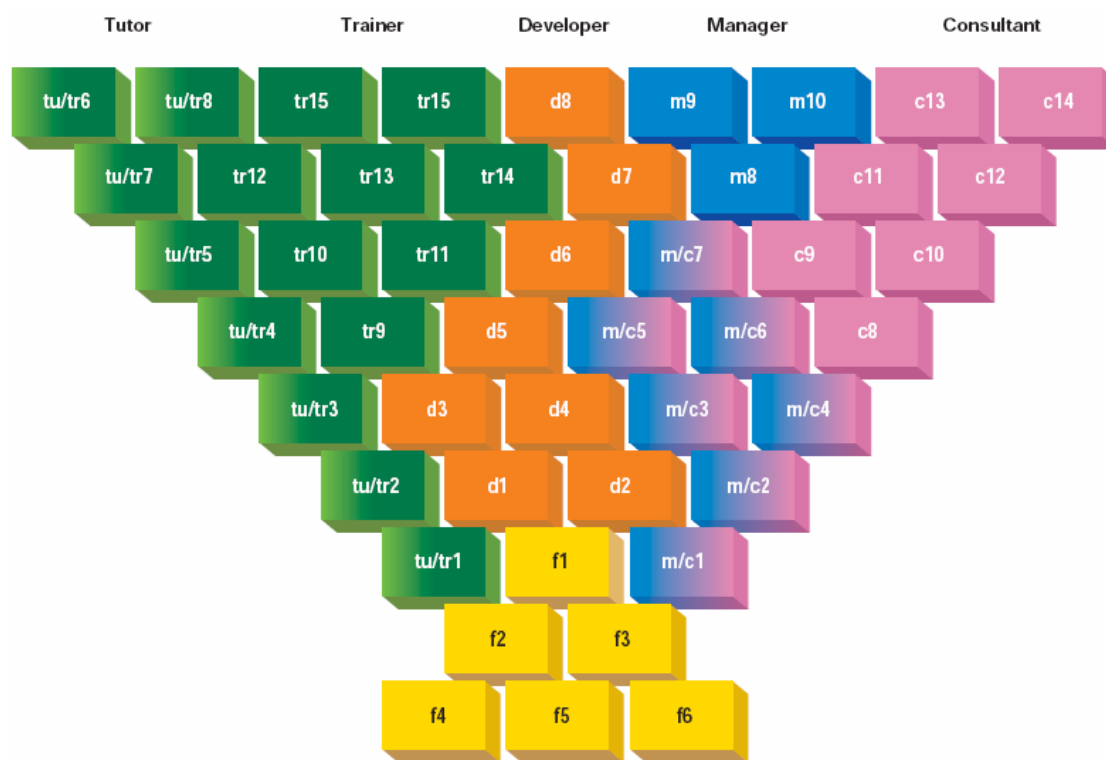 Tutor Trainer Developer Manager Consultant
tu/tr6 tu/tr8 tr15 tr15 d8 m9 m10 c13 c14
tu/tr7 tr12 tr13 tr14 d7 m8 c11 c12
tu/tr5 tr10 tr11 d6 m/c7 c9 c10
tu/tr4 tr9 d5 m/c5 m/c6 c8
tu/tr3 d3 d4 m/c3 m/c4
tu/tr2 d1 d2 m/c2
tu/tr1 f1 m/c1
f2 f3
f4 f5 f6